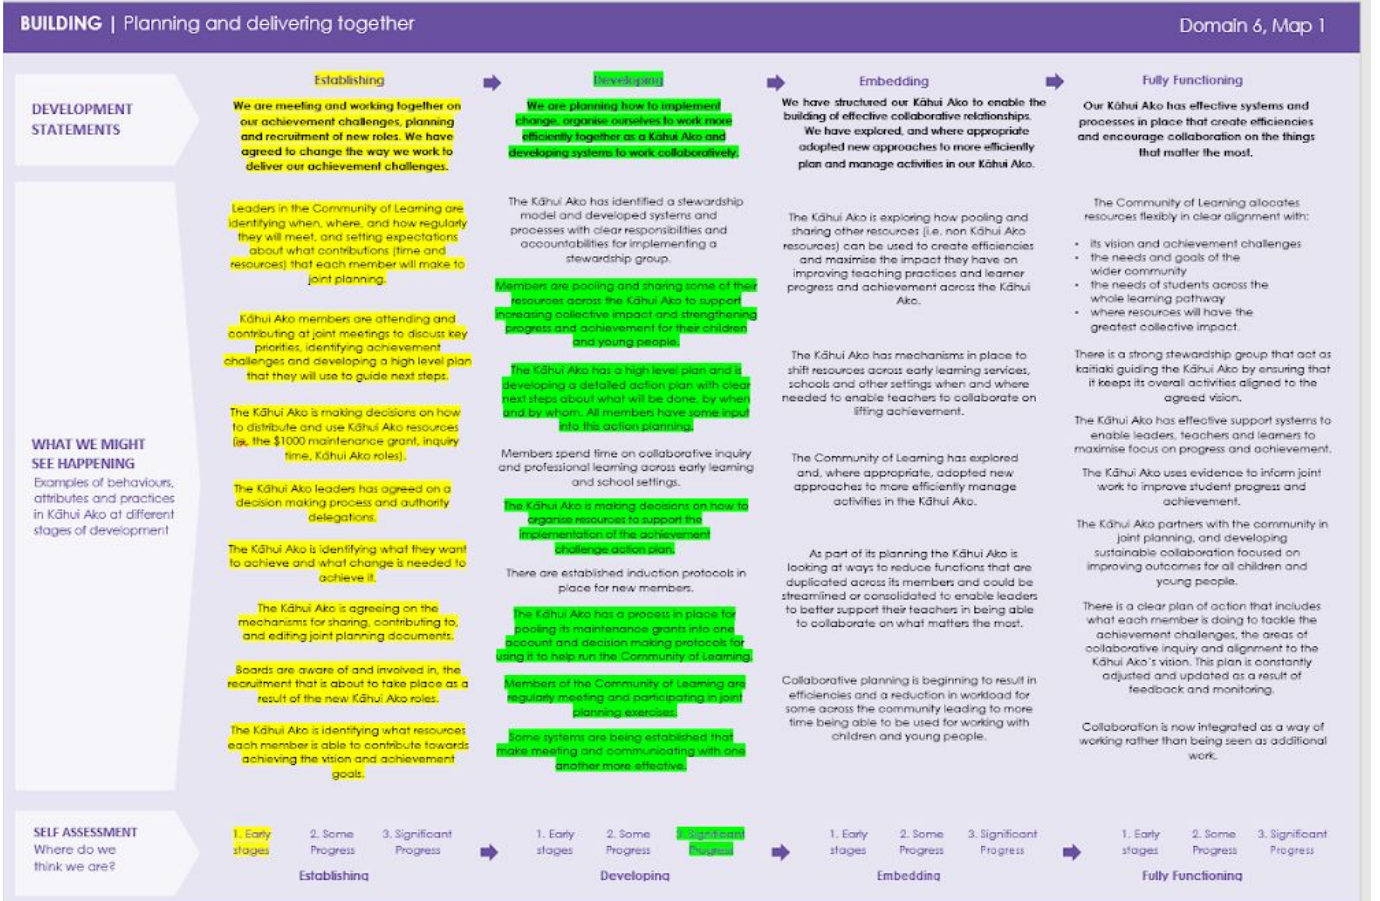 BUILDING | Planning and delivering together
Domain 6, Map 1
DEVELOPMENT
STATEMENTS
Establishing
We are meeting and working together on
our achievement challenges, planning
and recruitment of new roles. We have
agreed to change the way we work to
deliver our achievement challenges.
Developing
We are planning how to implement
change, organise ourselves to work more
efficiently together as a Kāhui Ako and
developing systems to work collaboratively.
Embedding
We have structured our Kāhui Ako to enable the
building of effective collaborative relationships.
We have explored, and where appropriate
adopted new approaches to more efficiently
plan and manage activities in our Kāhui Ako.
Fully Functioning
Our Kāhui Ako has effective systems and
processes in place that create efficiencies
and encourage collaboration on the things
that matter the most.
WHAT WE MIGHT
SEE HAPPENING
Examples of behaviours,
attributes and practices
in Kāhui Ako at different
stages of development
Leaders in the Community of Learning are
identifying when, where, and how regularly
they will meet, and setting expectations
about what contributions (time and
resources) that each member will make to
joint planning.
Kāhui Ako members are attending and
contributing at joint meetings to discuss key
priorities, identifying achievement
challenges and developing a high level plan
that they will use to guide next steps.
The Kāhui Ako is making decisions on how
to distribute and use Kāhui Ako resources
(ie, the $1000 maintenance grant, inquiry
time, Kāhui Ako roles).
The Kāhui Ako leaders has agreed on a
decision making process and authority
delegations.
The Kāhui Ako is identifying what they want
to achieve and what change is needed to
achieve it.
The Kāhui Ako is agreeing on the
mechanisms for sharing, contributing to,
and editing joint planning documents.
Boards are aware of and involved in, the
recruitment that is about to take place as a
result of the new Kāhui Ako roles.
The Kāhui Ako is identifying what resources
each member is able to contribute towards
achieving the vision and achievement
goals.
The Kāhui Ako has identified a stewardship
model and developed systems and
processes with clear responsibilities and
accountabilities for implementing a
stewardship group.
Members are pooling and sharing some of their
resources across the Kāhui Ako to support
increasing collective impact and strengthening
progress and achievement for their children
and young people.
The Kāhui Ako has a high level plan and is
developing a detailed action plan with clear
next steps about what will be done, by when
and by whom. All members have some input
into this action planning.
Members spend time on collaborative inquiry
and professional learning across early learning
and school settings.
The Kāhui Ako is making decisions on how to
organise resources to support the
implementation of the achievement
challenge action plan.
There are established induction protocols in
place for new members.
The Kāhui Ako has a process in place for
pooling its maintenance grants into one
account and decision making protocols for
using it to help run the Community of Learning.
Members of the Community of Learning are
regularly meeting and participating in joint
planning exercises.
Some systems are being established that
make meeting and communicating with one
another more effective.
The Kāhui Ako is exploring how pooling and
sharing other resources (i.e. non Kāhui Ako
resources) can be used to create efficiencies
and maximise the impact they have on
improving teaching practices and learner
progress and achievement across the Kāhui
Ako.
The Kāhui Ako has mechanisms in place to
shift resources across early learning services,
schools and other settings when and where
needed to enable teachers to collaborate on
lifting achievement.
The Community of Learning has explored
and, where appropriate, adopted new
approaches to more efficiently manage
activities in the Kāhui Ako.
As part of its planning the Kāhui Ako is
looking at ways to reduce functions that are
duplicated across its members and could be
streamlined or consolidated to enable leaders
to better support their teachers in being able
to collaborate on what matters the most.
Collaborative planning is beginning to result in
efficiencies and a reduction in workload for
some across the community leading to more
time being able to be used for working with
children and young people.
The Community of Learning allocates
resources flexibly in clear alignment with:
• its vision and achievement challenges
• the needs and goals of the
wider community
• the needs of students across the
whole learning pathway
• where resources will have the
greatest collective impact.
There is a strong stewardship group that act as
kaitiaki guiding the Kāhui Ako by ensuring that
it keeps its overall activities aligned to the
agreed vision.
The Kāhui Ako has effective support systems to
enable leaders, teachers and learners to
maximise focus on progress and achievement.
The Kāhui Ako uses evidence to inform joint
work to improve student progress and
achievement.
The Kāhui Ako partners with the community in
joint planning, and developing
sustainable collaboration focused on
improving outcomes for all children and
young people.
There is a clear plan of action that includes
what each member is doing to tackle the
achievement challenges, the areas of
collaborative inquiry and alignment to the
Kāhui Ako's vision. This plan is constantly
adjusted and updated as a result of
feedback and monitoring.
Collaboration is now integrated as a way of
working rather than being seen as additional
work.
SELF ASSESSMENT
Where do we
think we are?
1. Early stages
2. Some Progress
3. Significant Progress
Establishing
1. Early stages
2. Some Progress
3. Significant Progress
Developing
1. Early stages
2. Some Progress
3. Significant Progress
Embedding
1. Early stages
2. Some Progress
3. Significant Progress
Fully Functioning